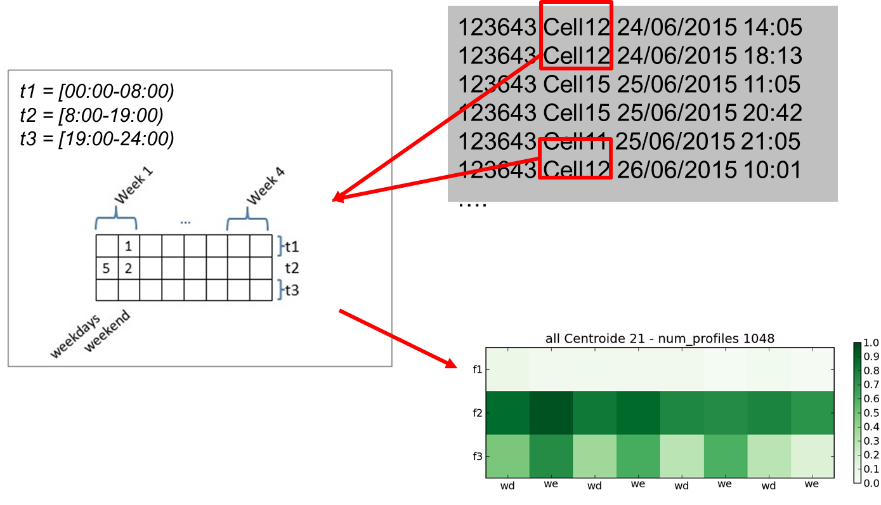 123643 Cell12 24/06/2015 14:05
123643 Cell12 24/06/2015 18:13
123643 Cell15 25/06/2015 11:05
123643 Cell15 25/06/2015 20:42
123643 Cell11 25/06/2015 21:05
123643 Cell12 26/06/2015 10:01
....
t1 = [00:00-08:00)
t2 = [8:00-19:00)
t3 = [19:00-24:00)
Week 1
...
Week 4
1
t1
5 2
t2
t3
weekdays
weekend
all Centroide 21 - num_profiles 1048
f1
f2
f3
wd we wd we wd we wd we
1.0
0.9
0.8
0.7
0.6
0.5
0.4
0.3
0.2
0.1
0.0